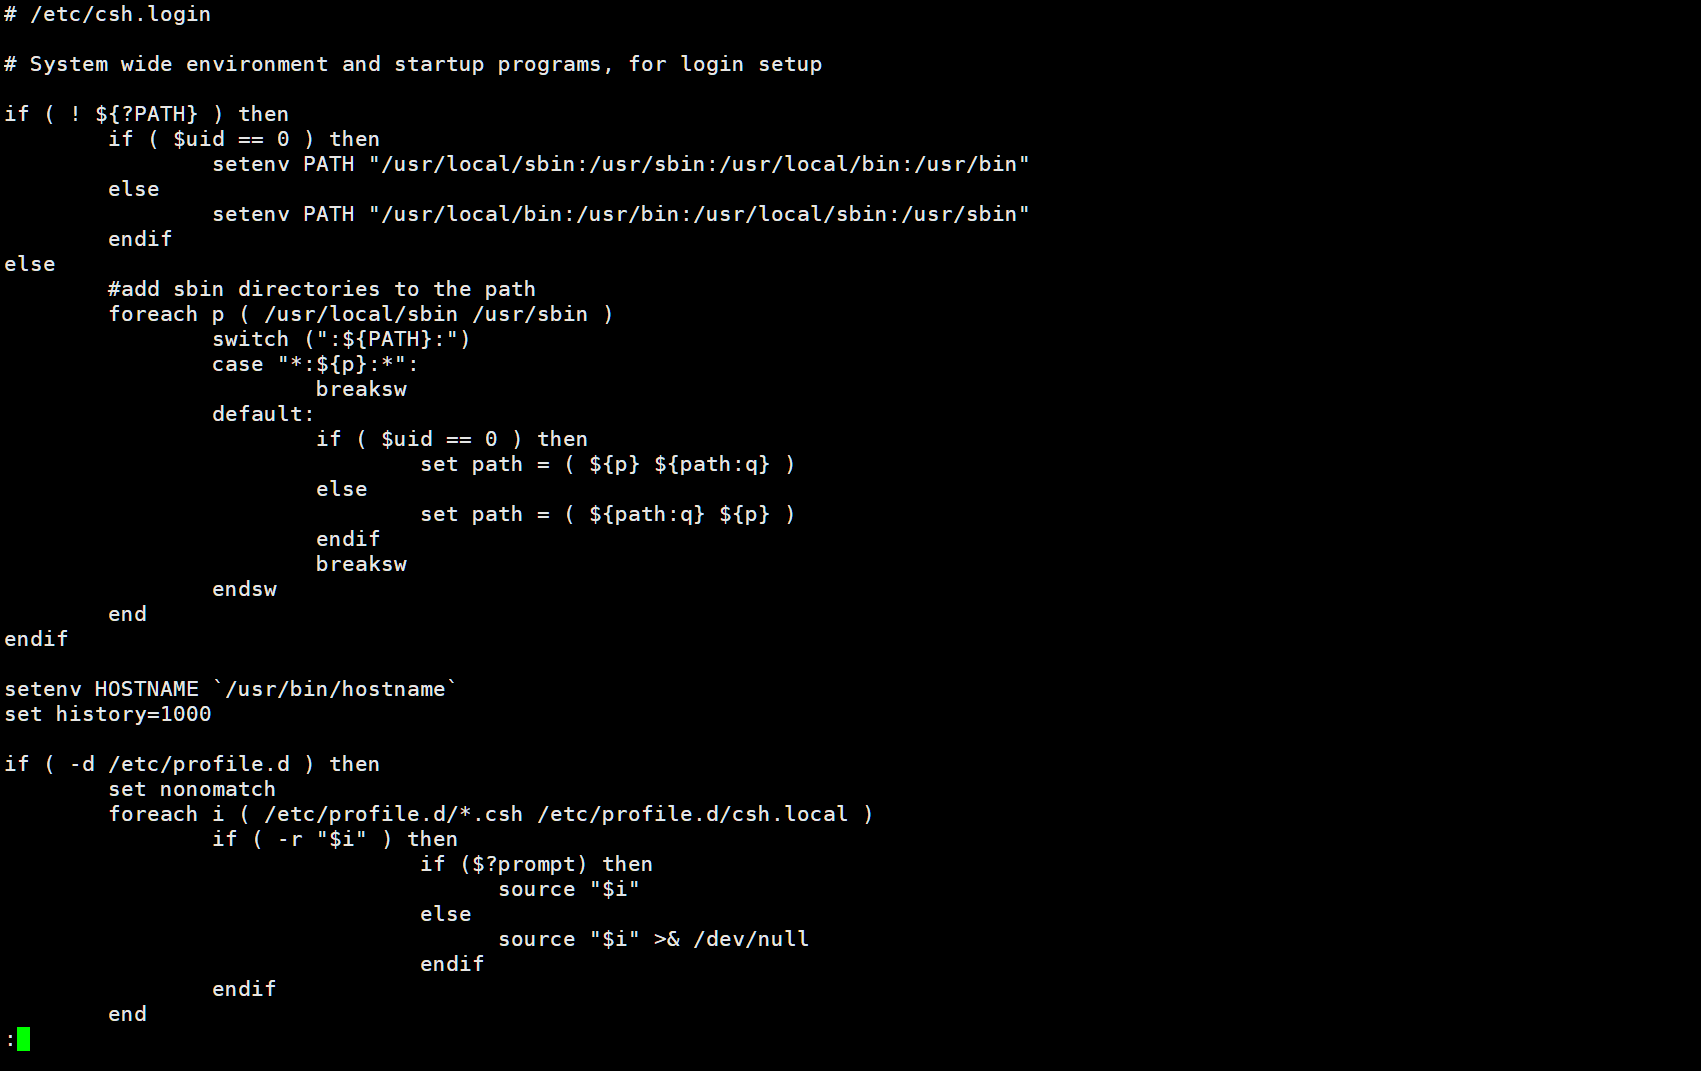 # /etc/csh.login

# System wide environment and startup programs, for login setup

if ( ! ${?PATH} ) then
        if ( $uid == 0 ) then
                setenv PATH "/usr/local/sbin:/usr/sbin:/usr/local/bin:/usr/bin"
        else
                setenv PATH "/usr/local/bin:/usr/bin:/usr/local/sbin:/usr/sbin"
        endif
else
        #add sbin directories to the path
        foreach p ( /usr/local/sbin /usr/sbin )
                switch (":${PATH}:")
                case "*:${p}:*":
                        breaksw
                default:
                        if ( $uid == 0 ) then
                                set path = ( ${p} ${path:q} )
                        else
                                set path = ( ${path:q} ${p} )
                        endif
                        breaksw
                endsw
        end
endif

setenv HOSTNAME `/usr/bin/hostname`
set history=1000

if ( -d /etc/profile.d ) then
        set nonomatch
        foreach i ( /etc/profile.d/*.csh /etc/profile.d/csh.local )
                if ( -r "$i" ) then
                                if ($?prompt) then
                                      source "$i"
                                else
                                      source "$i" >& /dev/null
                                endif
                endif
        end
: